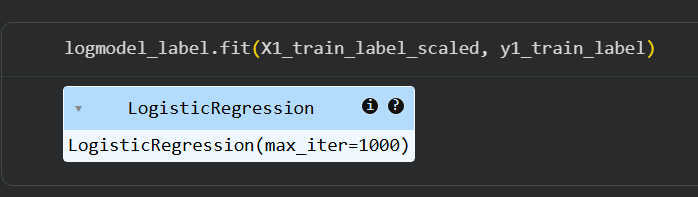 logmodel_label.fit(X1_train_label_scaled, y1_train_label)
▾ LogisticRegression i ?
LogisticRegression(max_iter=1000)